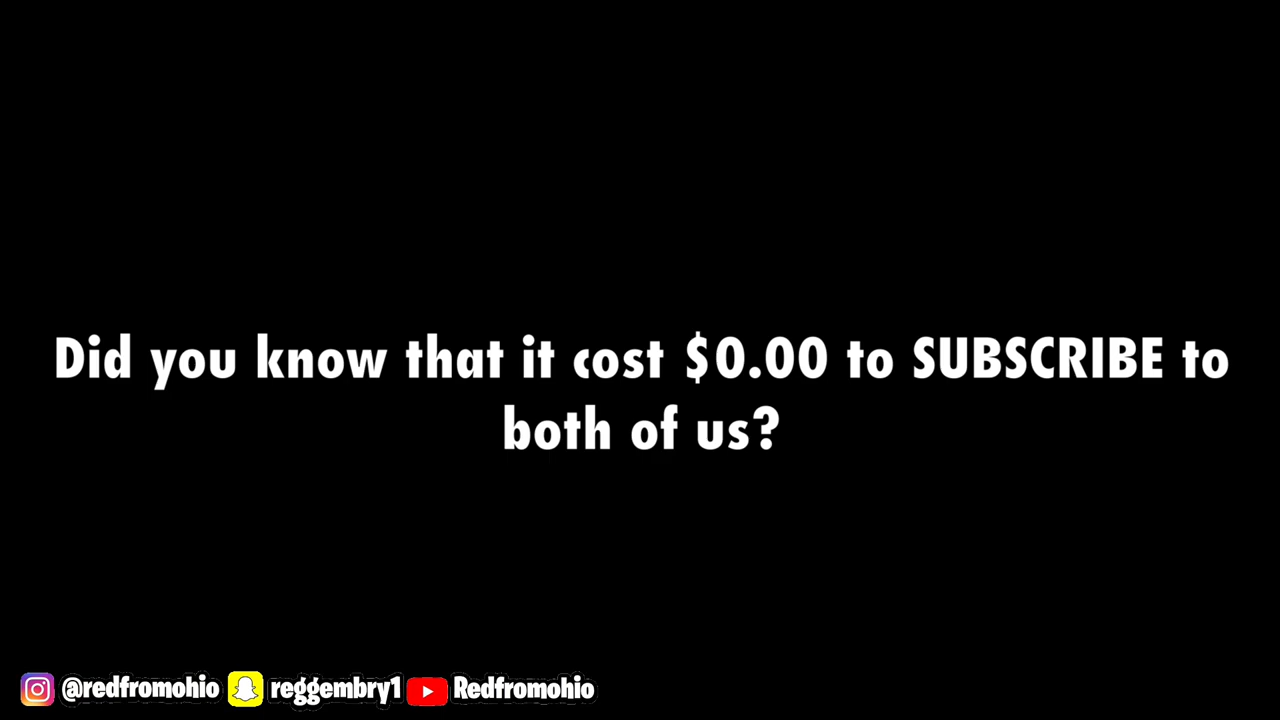 Did you know that it cost $0.00 to SUBSCRIBE to
both of us?
@redfromohio reggembry1 Redfromohio